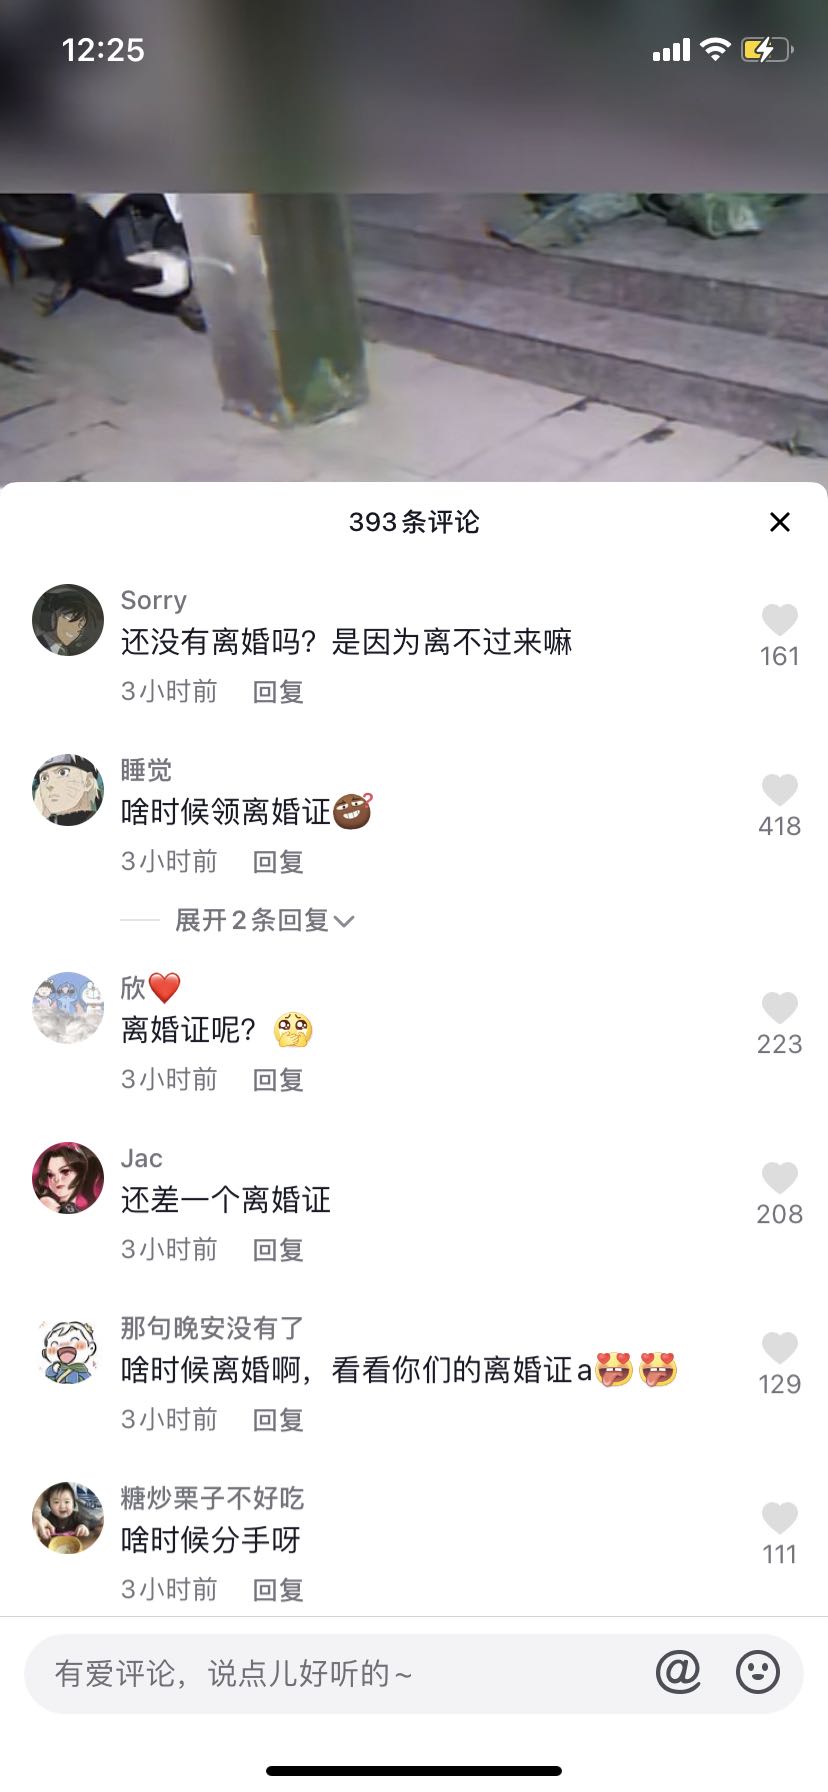 12:25
393条评论
Sorry
还没有离婚吗？是因为离不过来嘛
161
3小时前 回复
睡觉
啥时候领离婚证
418
3小时前 回复
展开2条回复
欣❤️
离婚证呢？🥺
223
3小时前 回复
Jac
还差一个离婚证
208
3小时前 回复
那句晚安没有了
啥时候离婚啊，看看你们的离婚证a
129
3小时前 回复
糖炒栗子不好吃
啥时候分手呀
111
3小时前 回复
有爱评论，说点儿好听的~
@